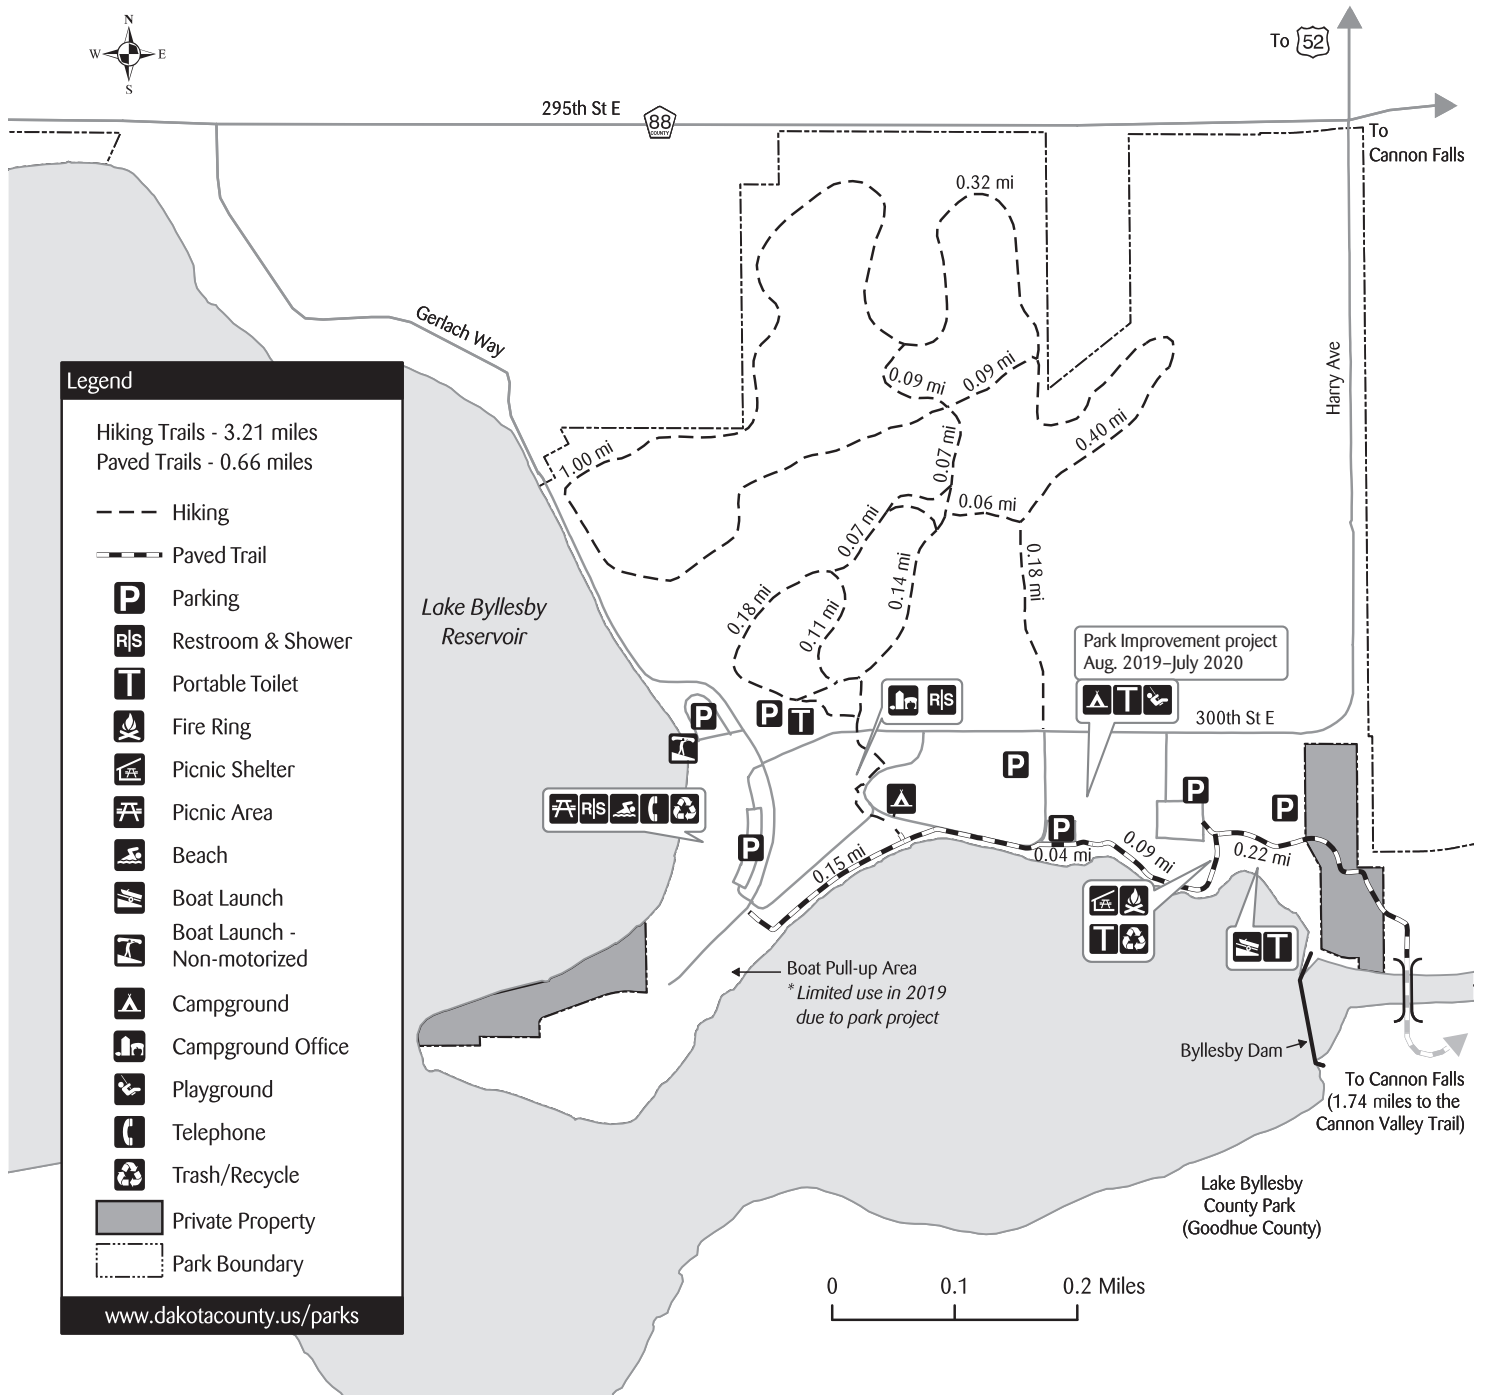 N
W E
S
To 52
295th St E
88
COUNTY
To
Cannon Falls
0.32 mi
Gerlach Way
Harry Ave
0.09 mi
0.09 mi
0.40 mi
1.00 mi
0.07 mi
0.06 mi
0.07 mi
0.14 mi
0.18 mi
0.18 mi
0.11 mi
Lake Byllesby
Reservoir
Park Improvement project
Aug. 2019–July 2020
R|S
T
P
P
T
300th St E
P
P
P
R|S
T
P
P
0.15 mi
0.04 mi
0.09 mi
0.22 mi
T
T
Boat Pull-up Area
* Limited use in 2019
due to park project
Byllesby Dam
To Cannon Falls
(1.74 miles to the
Cannon Valley Trail)
Lake Byllesby
County Park
(Goodhue County)
0 0.1 0.2 Miles
Legend
Hiking Trails - 3.21 miles
Paved Trails - 0.66 miles
Hiking
Paved Trail
P Parking
R|S Restroom & Shower
T Portable Toilet
Fire Ring
Picnic Shelter
Picnic Area
Beach
Boat Launch
Boat Launch -
Non-motorized
Campground
Campground Office
Playground
Telephone
Trash/Recycle
Private Property
Park Boundary
www.dakotacounty.us/parks